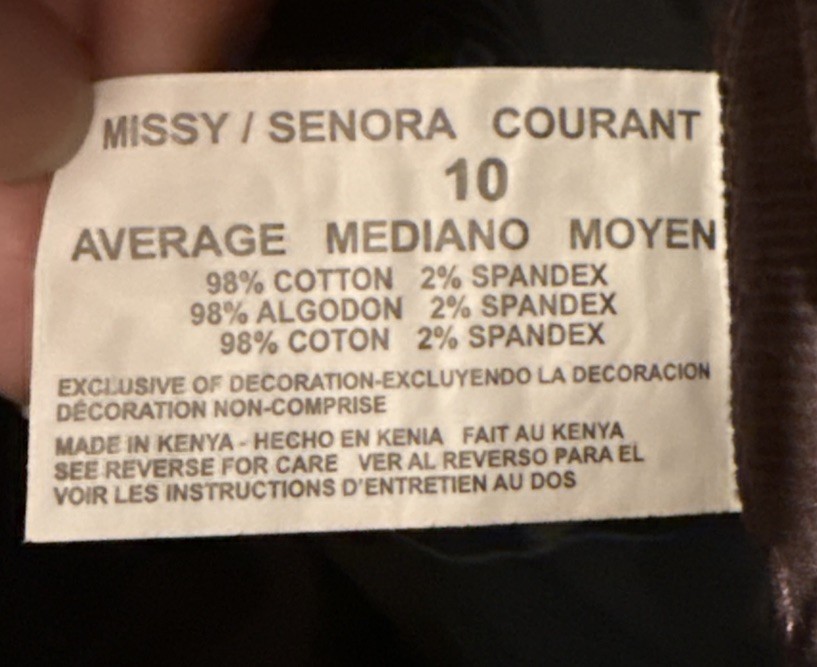 MISSY / SENORA COURANT
10
AVERAGE MEDIANO MOYEN
98% COTTON 2% SPANDEX
98% ALGODON 2% SPANDEX
98% COTON 2% SPANDEX
EXCLUSIVE OF DECORATION-EXCLUYENDO LA DECORACION
DÉCORATION NON-COMPRISE
MADE IN KENYA - HECHO EN KENIA FAIT AU KENYA
SEE REVERSE FOR CARE VER AL REVERSO PARA EL
VOIR LES INSTRUCTIONS D'ENTRETIEN AU DOS